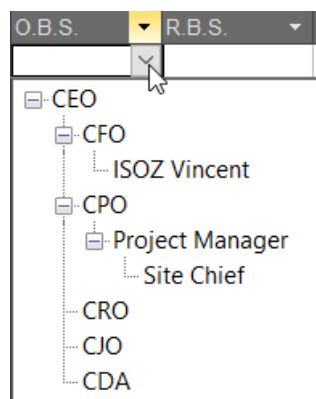 O.B.S. R.B.S.
CEO
CFO
ISOZ Vincent
CPO
Project Manager
Site Chief
CRO
CJO
CDA